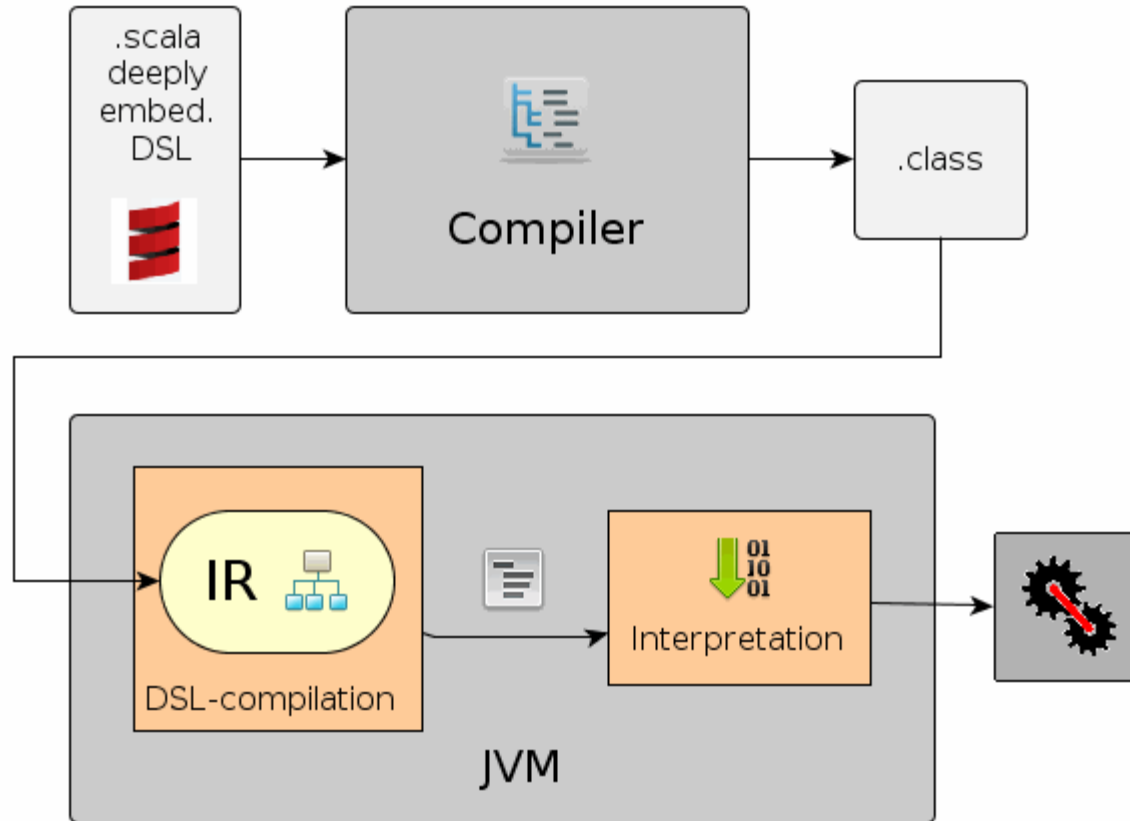 .scala
deeply
embed.
DSL
Compiler
.class
IR
DSL-compilation
01
10
01
Interpretation
JVM